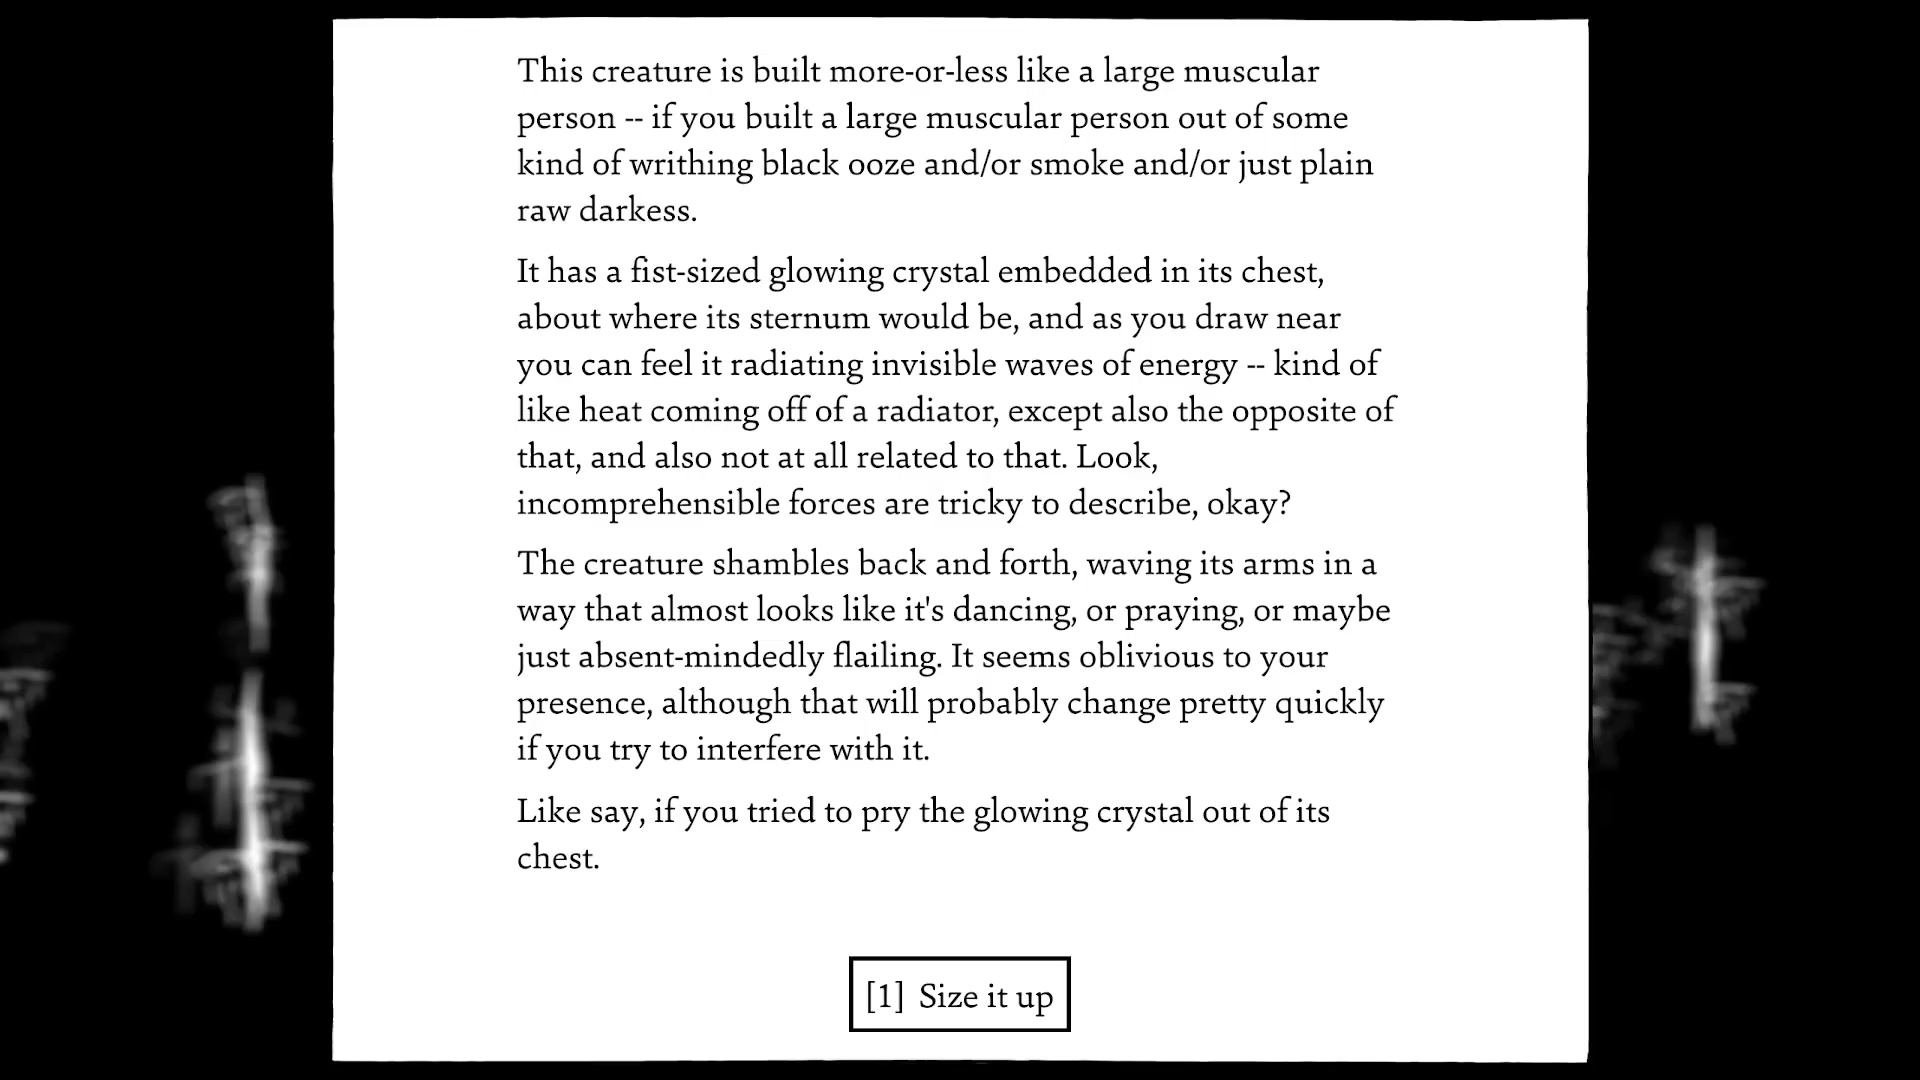 This creature is built more-or-less like a large muscular
person -- if you built a large muscular person out of some
kind of writhing black ooze and/or smoke and/or just plain
raw darkess.
It has a fist-sized glowing crystal embedded in its chest,
about where its sternum would be, and as you draw near
you can feel it radiating invisible waves of energy -- kind of
like heat coming off of a radiator, except also the opposite of
that, and also not at all related to that. Look,
incomprehensible forces are tricky to describe, okay?
The creature shambles back and forth, waving its arms in a
way that almost looks like it's dancing, or praying, or maybe
just absent-mindedly flailing. It seems oblivious to your
presence, although that will probably change pretty quickly
if you try to interfere with it.
Like say, if you tried to pry the glowing crystal out of its
chest.
[1] Size it up